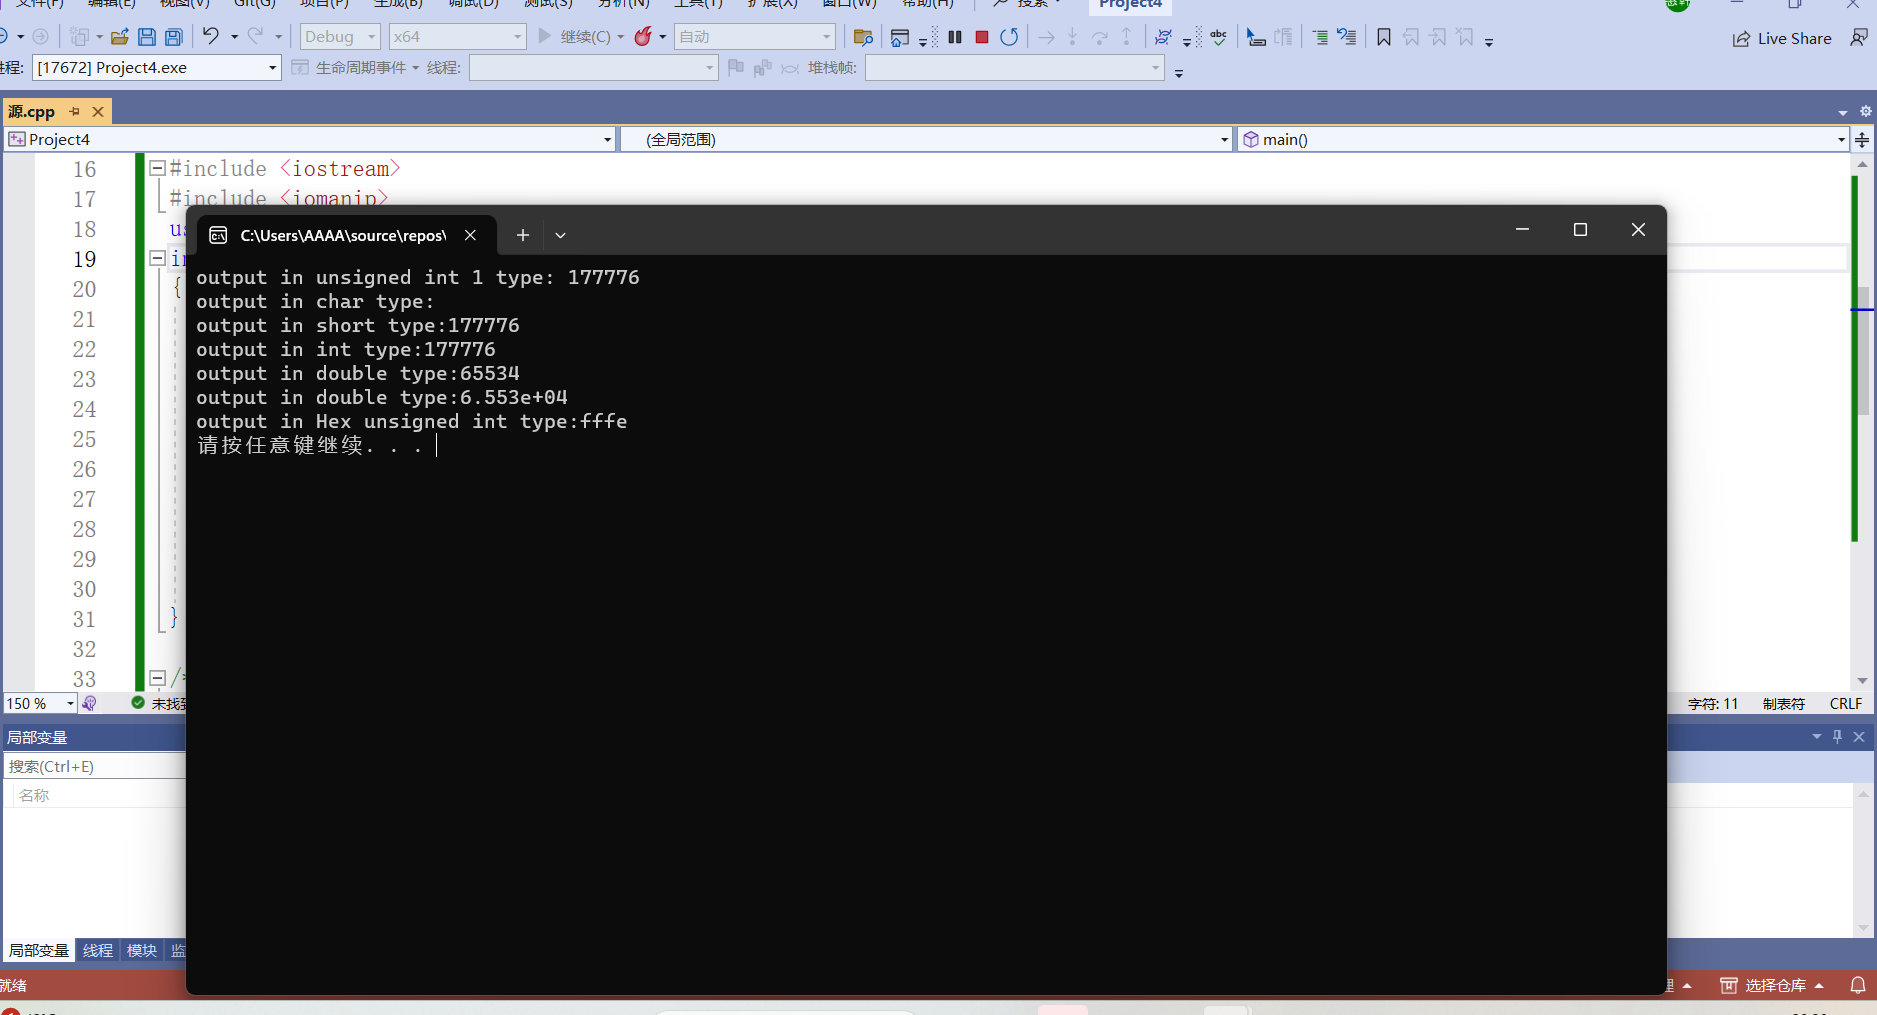 文件(F) 编辑(E) 视图(V) Git(G) 项目(P) 生成(B) 调试(D) 测试(S) 分析(N) 工具(T) 扩展(X) 窗口(W) 帮助(H) 搜索 Project4
Debug x64 继续(C) 自动 Live Share
进程: [17672] Project4.exe 生命周期事件 线程: 堆栈帧:
源.cpp
Project4 (全局范围) main()
16 #include <iostream>
17 #include <iomanip>
18 us
19 in
20 {
21
22
23
24
25
26
27
28
29
30
31 }
32
33 /*
C:\Users\AAAA\source\repos\
output in unsigned int 1 type: 177776
output in char type:
output in short type:177776
output in int type:177776
output in double type:65534
output in double type:6.553e+04
output in Hex unsigned int type:fffe
请按任意键继续. . .
150 % 未找到 字符: 11 制表符 CRLF
局部变量
搜索(Ctrl+E)
名称
局部变量 线程 模块 监
就绪 理 选择仓库